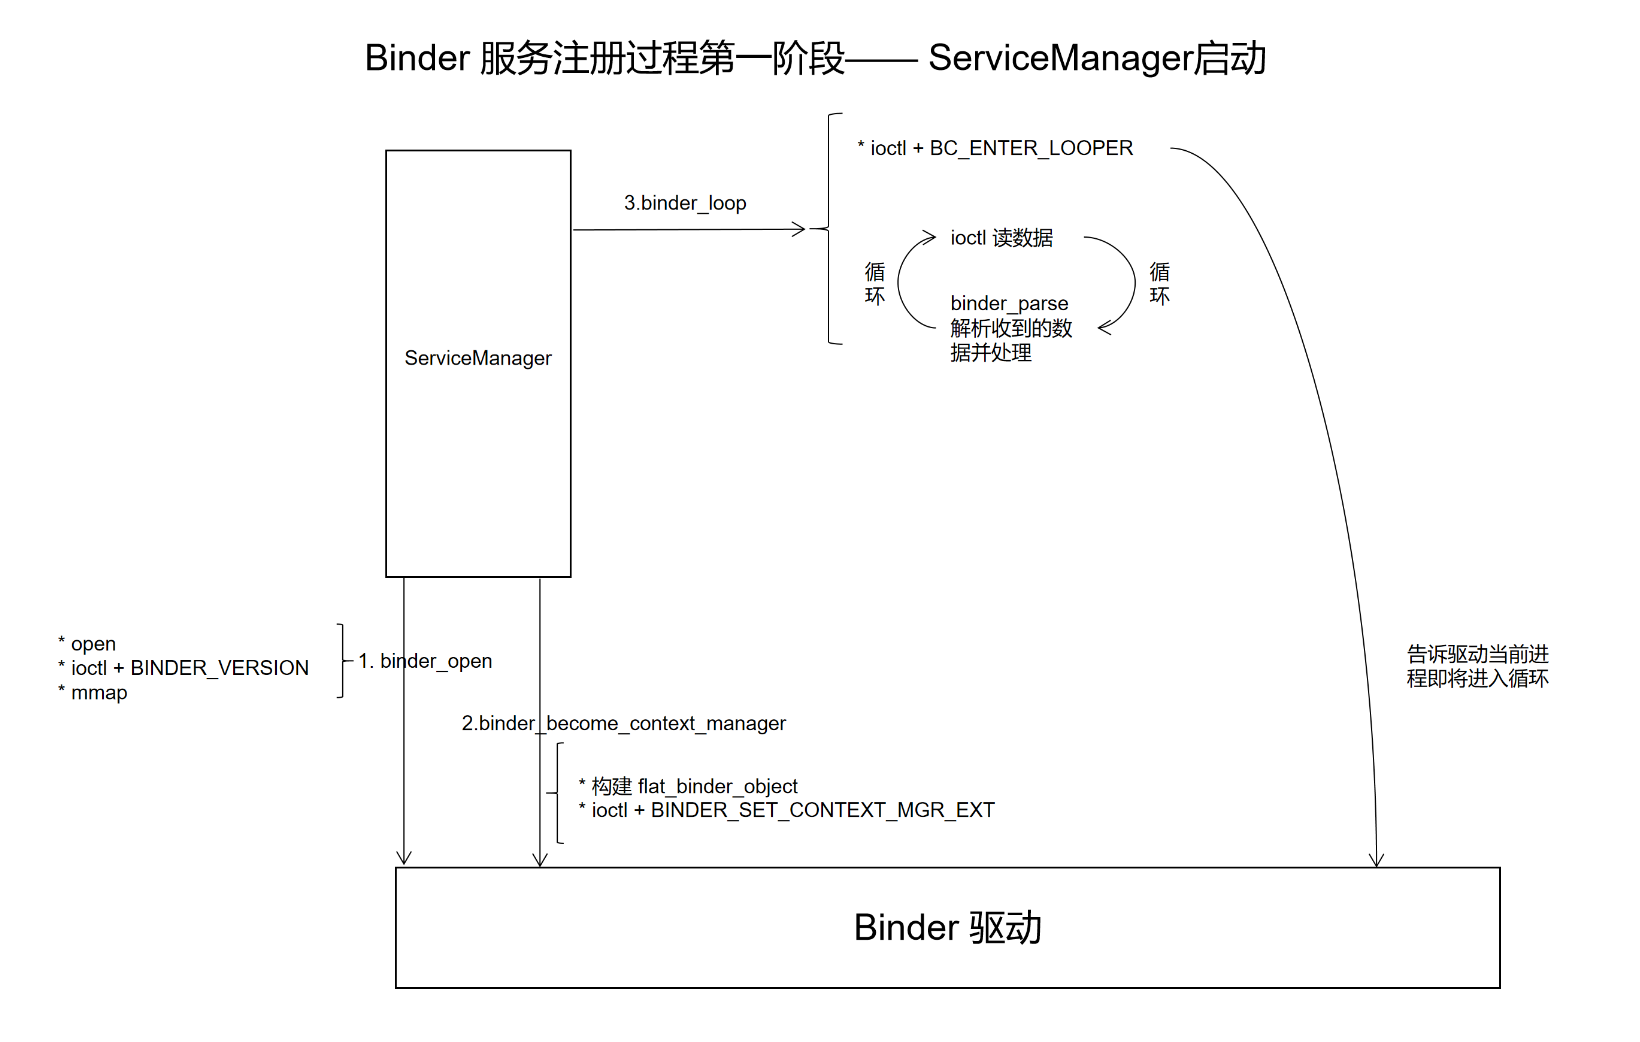 Binder 服务注册过程第一阶段—— ServiceManager启动
* ioctl + BC_ENTER_LOOPER
3.binder_loop
ioctl 读数据
循
环
循
环
binder_parse
解析收到的数
据并处理
ServiceManager
* open
* ioctl + BINDER_VERSION
* mmap
1. binder_open
告诉驱动当前进
程即将进入循环
2.binder_become_context_manager
* 构建 flat_binder_object
* ioctl + BINDER_SET_CONTEXT_MGR_EXT
Binder 驱动